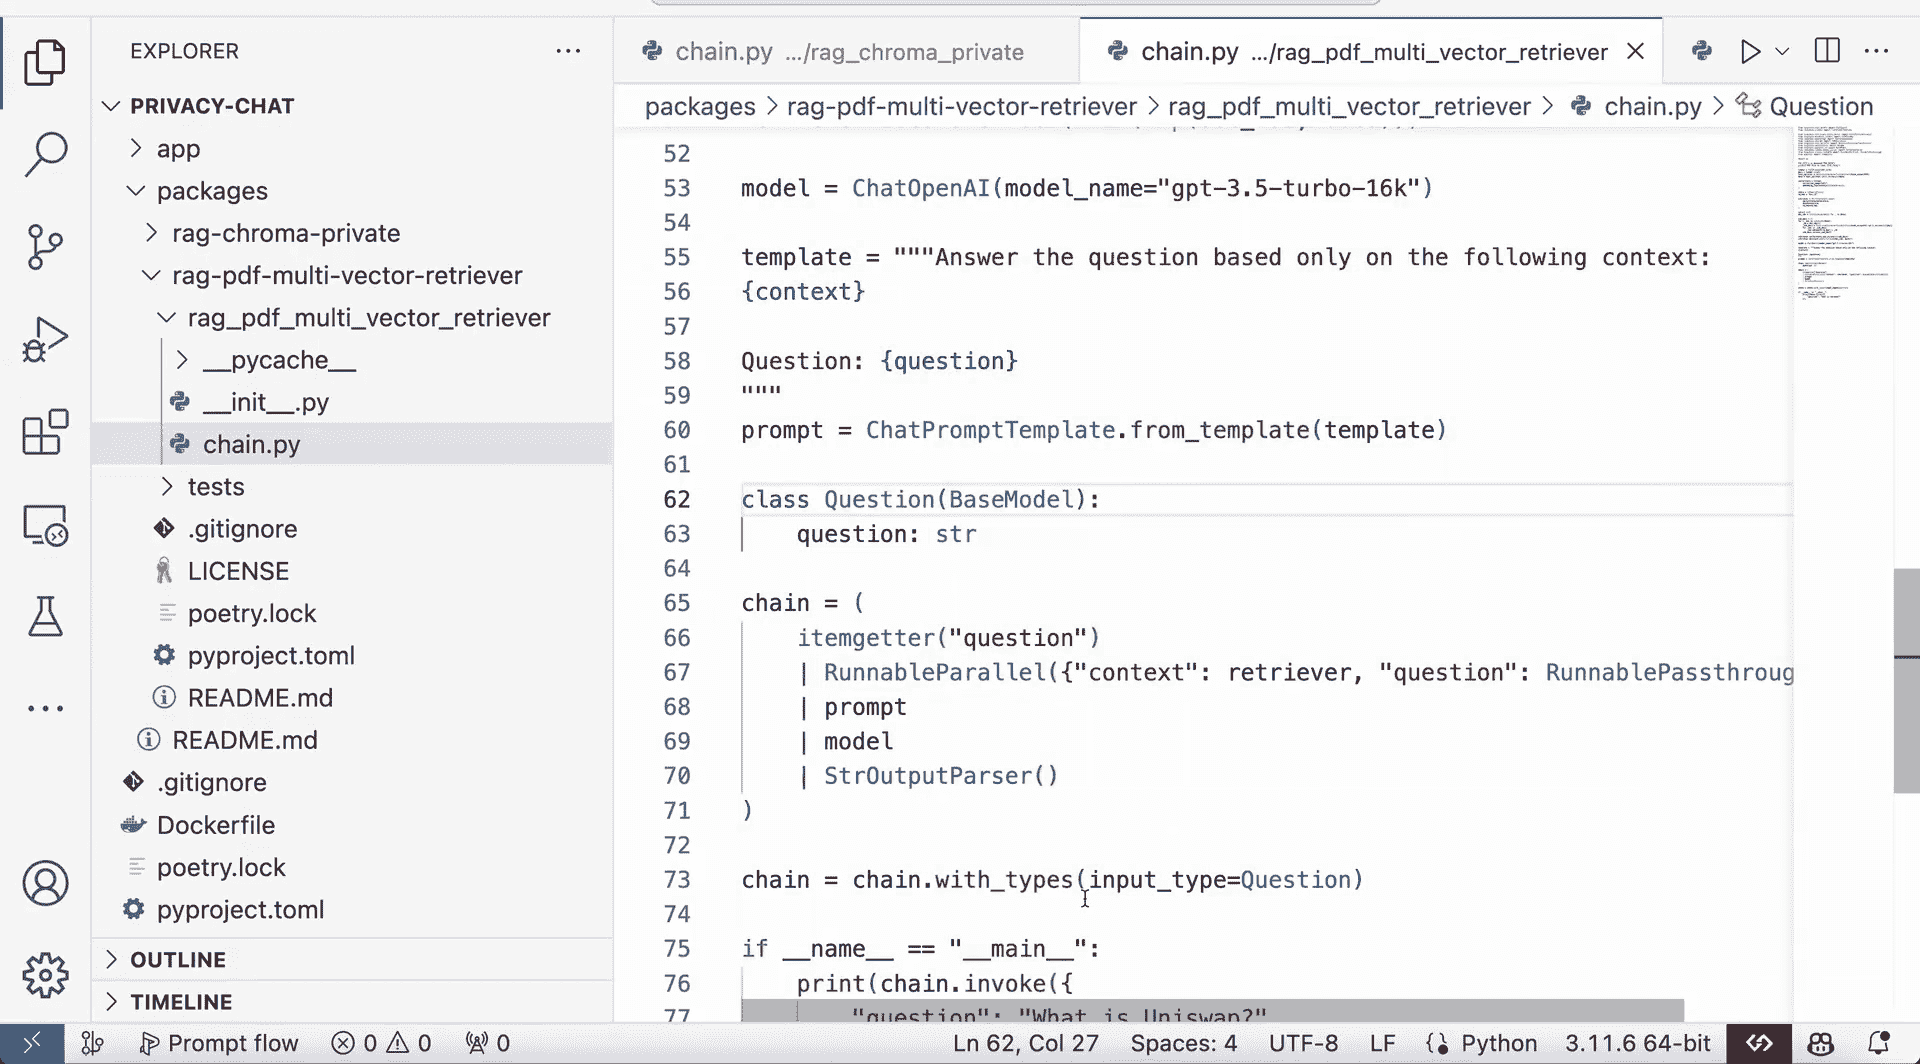 EXPLORER
PRIVACY-CHAT
app
packages
rag-chroma-private
rag-pdf-multi-vector-retriever
rag_pdf_multi_vector_retriever
__pycache__
__init__.py
chain.py
tests
.gitignore
LICENSE
poetry.lock
pyproject.toml
README.md
README.md
.gitignore
Dockerfile
poetry.lock
pyproject.toml
OUTLINE
TIMELINE
chain.py .../rag_chroma_private
chain.py .../rag_pdf_multi_vector_retriever
packages > rag-pdf-multi-vector-retriever > rag_pdf_multi_vector_retriever > chain.py > Question
52
53 model = ChatOpenAI(model_name="gpt-3.5-turbo-16k")
54
55 template = """Answer the question based only on the following context:
56 {context}
57
58 Question: {question}
59 """
60 prompt = ChatPromptTemplate.from_template(template)
61
62 class Question(BaseModel):
63     question: str
64
65 chain = (
66     itemgetter("question")
67     | RunnableParallel({"context": retriever, "question": RunnablePassthroug
68     | prompt
69     | model
70     | StrOutputParser()
71 )
72
73 chain = chain.with_types(input_type=Question)
74
75 if __name__ == "__main__":
76     print(chain.invoke({
77         "question": "What is Uniswap?"
Prompt flow 0 0 0 Ln 62, Col 27 Spaces: 4 UTF-8 LF Python 3.11.6 64-bit